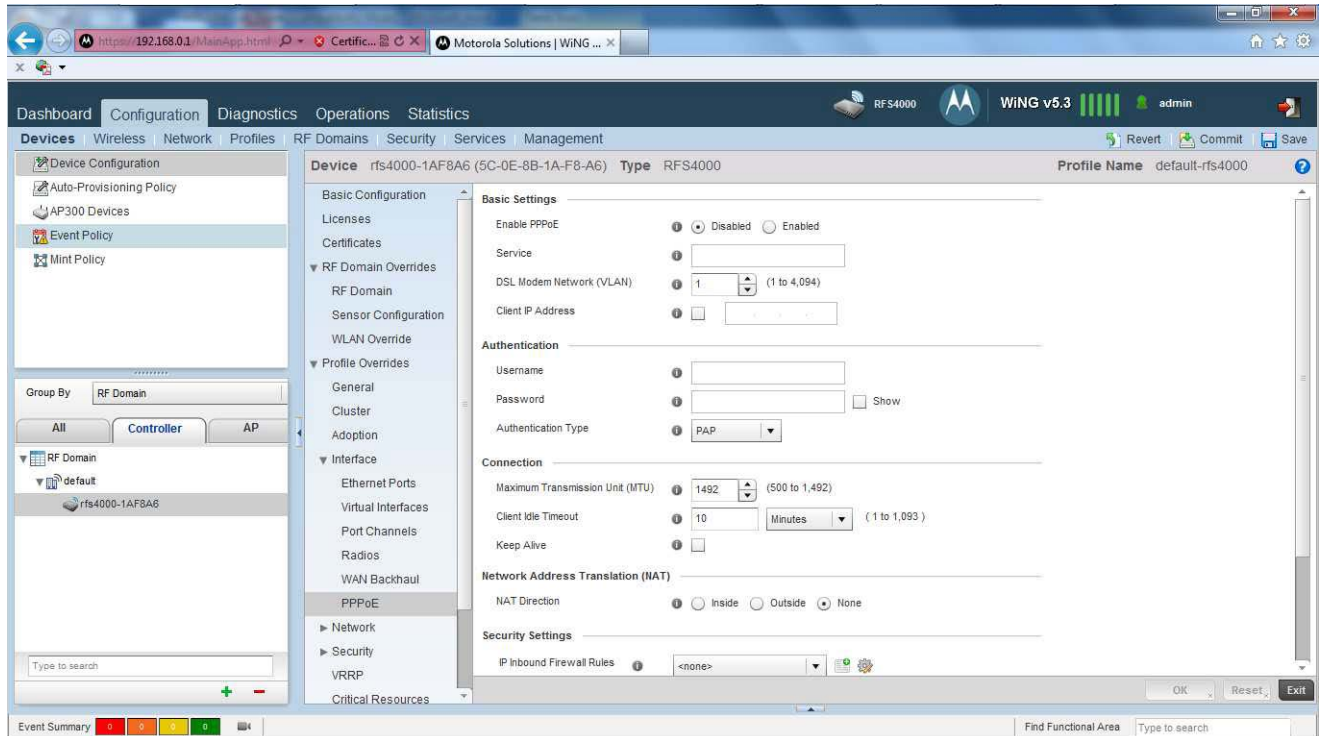 https://192.168.0.1/MainApp.html
Certific...
Motorola Solutions | WiNG ...
Dashboard Configuration Diagnostics Operations Statistics
RFS4000
WiNG v5.3
admin
Devices Wireless Network Profiles RF Domains Security Services Management
Revert Commit Save
Device Configuration
Auto-Provisioning Policy
AP300 Devices
Event Policy
Mint Policy
Group By RF Domain
All Controller AP
RF Domain
default
rfs4000-1AF8A6
Type to search
Device rfs4000-1AF8A6 (5C-0E-8B-1A-F8-A6) Type RFS4000
Profile Name default-rfs4000
Basic Configuration
Licenses
Certificates
RF Domain Overrides
RF Domain
Sensor Configuration
WLAN Override
Profile Overrides
General
Cluster
Adoption
Interface
Ethernet Ports
Virtual Interfaces
Port Channels
Radios
WAN Backhaul
PPPoE
Network
Security
VRRP
Critical Resources
Basic Settings
Enable PPPoE Disabled Enabled
Service
DSL Modem Network (VLAN) 1 (1 to 4,094)
Client IP Address
Authentication
Username
Password Show
Authentication Type PAP
Connection
Maximum Transmission Unit (MTU) 1492 (500 to 1,492)
Client Idle Timeout 10 Minutes ( 1 to 1,093 )
Keep Alive
Network Address Translation (NAT)
NAT Direction Inside Outside None
Security Settings
IP Inbound Firewall Rules <none>
OK Reset Exit
Event Summary 0 0 0 0
Find Functional Area Type to search